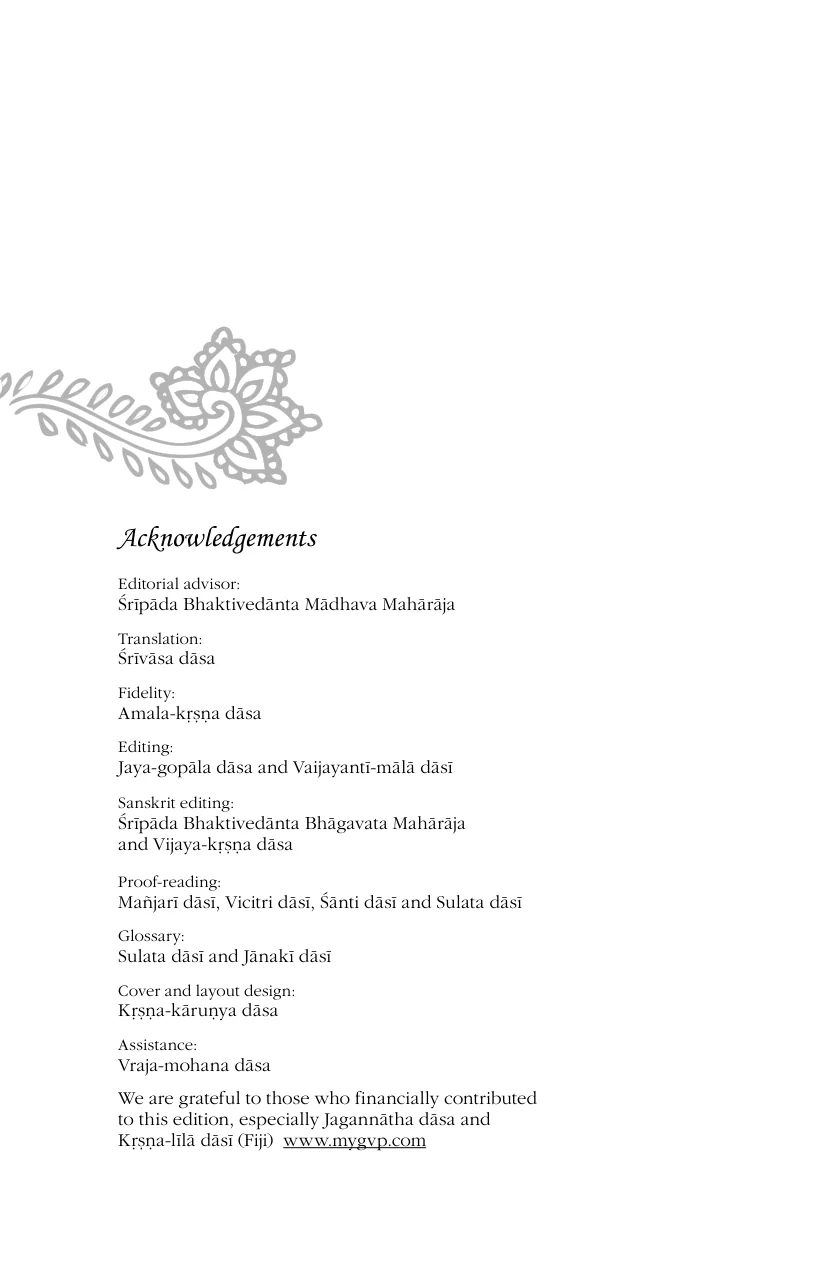 Acknowledgements
Editorial advisor:
Śrīpāda Bhaktivedānta Mādhava Mahārāja
Translation:
Śrīvāsa dāsa
Fidelity:
Amala-kṛṣṇa dāsa
Editing:
Jaya-gopāla dāsa and Vaijayantī-mālā dāsī
Sanskrit editing:
Śrīpāda Bhaktivedānta Bhāgavata Mahārāja
and Vijaya-kṛṣṇa dāsa
Proof-reading:
Mañjarī dāsī, Vicitri dāsī, Śānti dāsī and Sulata dāsī
Glossary:
Sulata dāsī and Jānakī dāsī
Cover and layout design:
Kṛṣṇa-kāruṇya dāsa
Assistance:
Vraja-mohana dāsa
We are grateful to those who financially contributed
to this edition, especially Jagannātha dāsa and
Kṛṣṇa-līlā dāsī (Fiji) www.mygvp.com